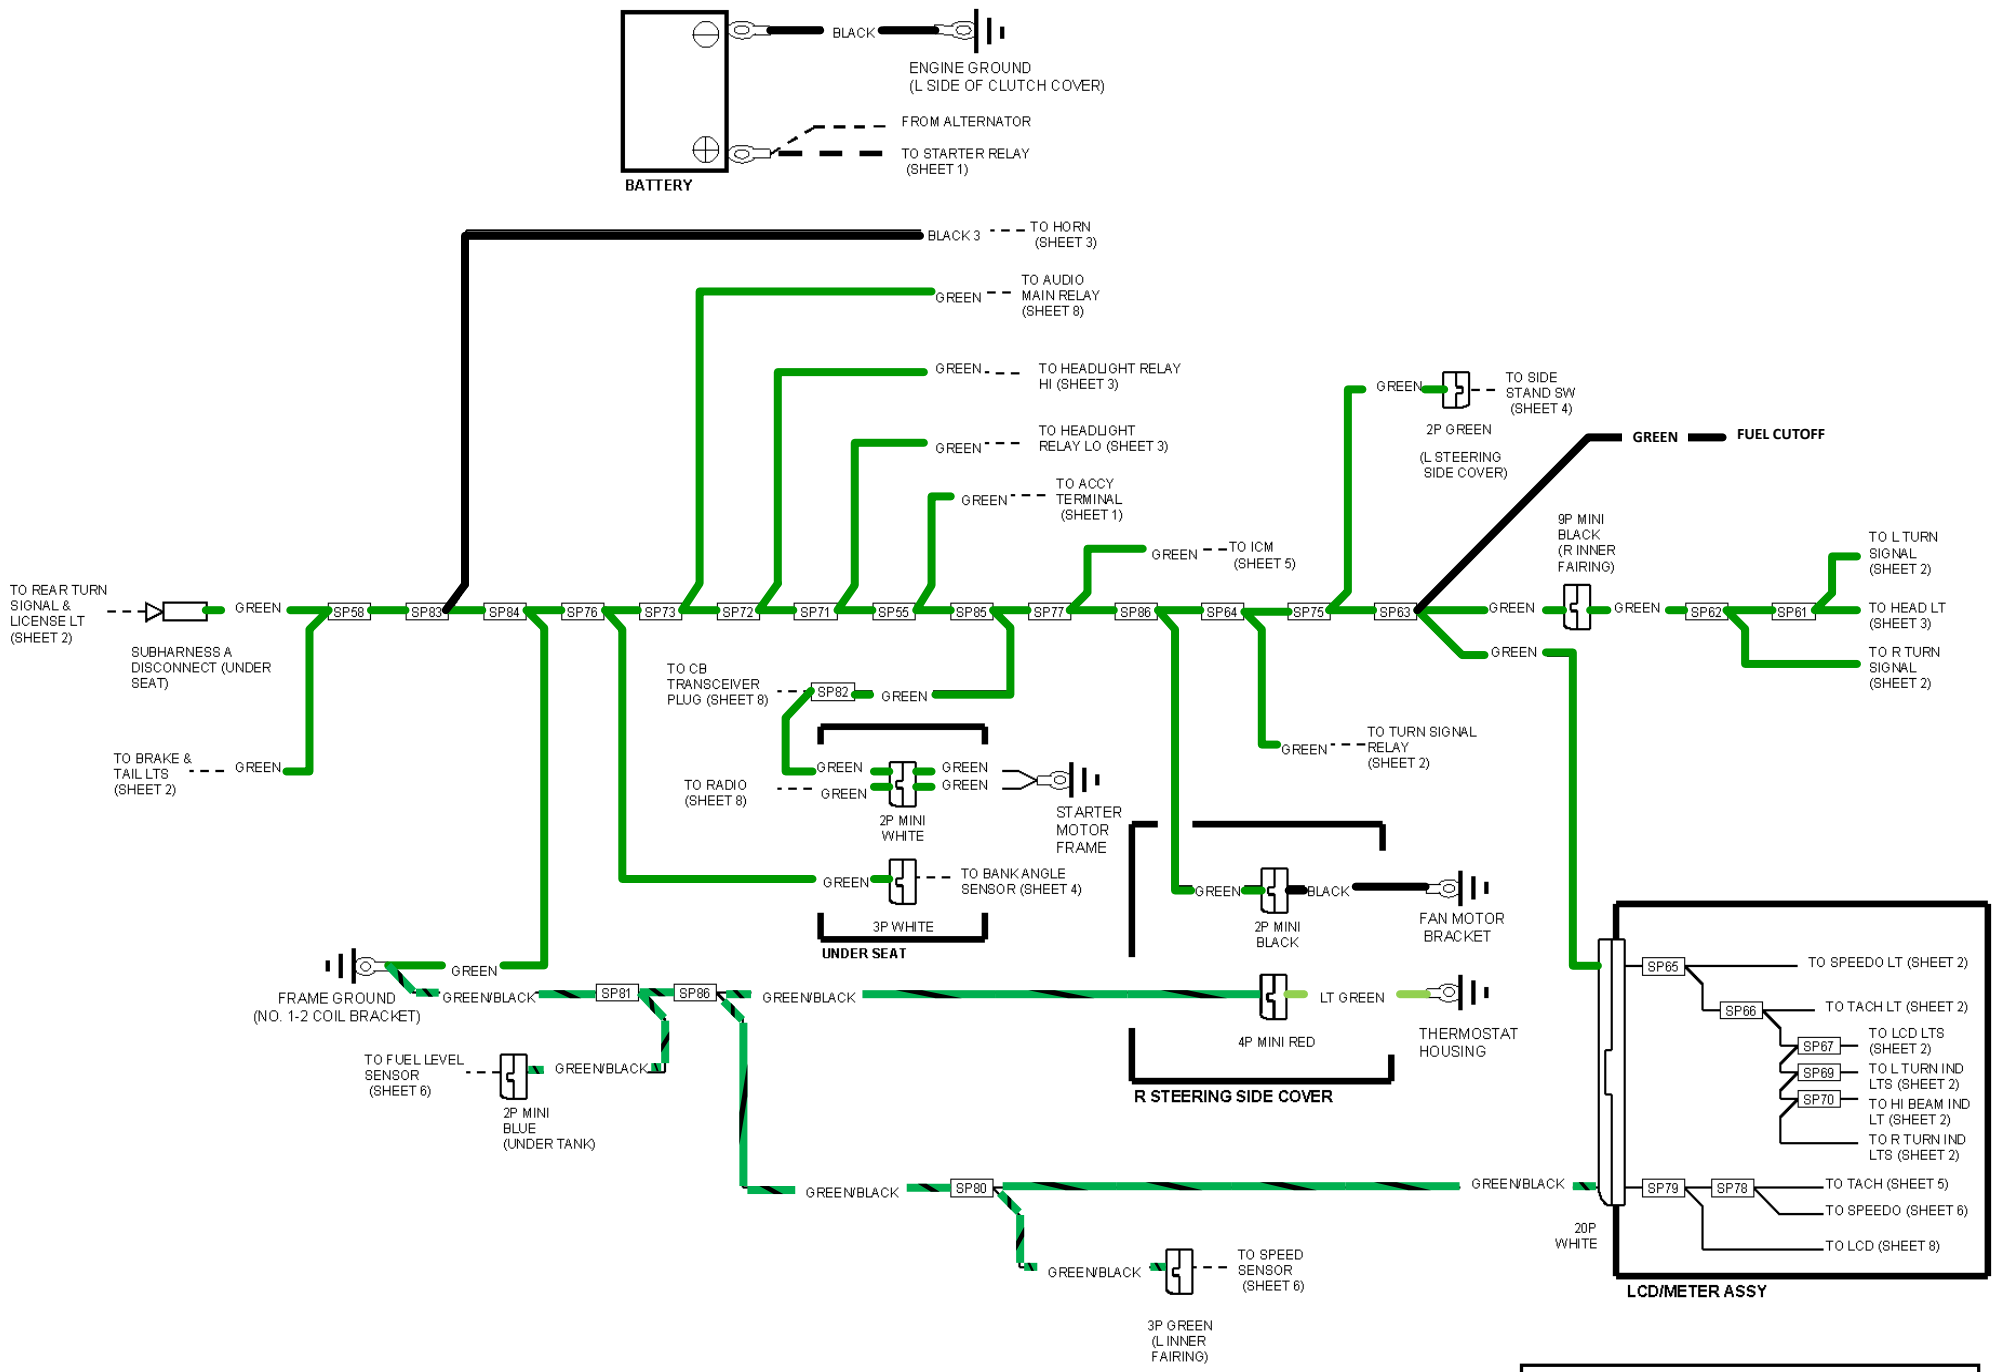 BLACK
ENGINE GROUND
(L SIDE OF CLUTCH COVER)
FROM ALTERNATOR
TO STARTER RELAY
(SHEET 1)
BATTERY
BLACK 3
TO HORN
(SHEET 3)
GREEN
TO AUDIO
MAIN RELAY
(SHEET 8)
GREEN
TO HEADLIGHT RELAY
HI (SHEET 3)
GREEN
TO SIDE
STAND SW
(SHEET 4)
2P GREEN
(L STEERING
SIDE COVER)
GREEN
TO HEADLIGHT
RELAY LO (SHEET 3)
GREEN
FUEL CUTOFF
GREEN
TO ACCY
TERMINAL
(SHEET 1)
GREEN
TO ICM
(SHEET 5)
9P MINI
BLACK
(R INNER
FAIRING)
TO L TURN
SIGNAL
(SHEET 2)
TO REAR TURN
SIGNAL &
LICENSE LT
(SHEET 2)
GREEN
SP58
SP83
SP84
SP76
SP73
SP72
SP71
SP55
SP85
SP77
SP86
SP64
SP75
SP63
GREEN
GREEN
SP62
SP61
TO HEAD LT
(SHEET 3)
SUBHARNESS A
DISCONNECT (UNDER
SEAT)
GREEN
TO R TURN
SIGNAL
(SHEET 2)
TO CB
TRANSCEIVER
PLUG (SHEET 8)
SP82
GREEN
TO BRAKE &
TAIL LTS
(SHEET 2)
GREEN
GREEN
TO TURN SIGNAL
RELAY
(SHEET 2)
TO RADIO
(SHEET 8)
GREEN
GREEN
GREEN
GREEN
2P MINI
WHITE
STARTER
MOTOR
FRAME
GREEN
TO BANK ANGLE
SENSOR (SHEET 4)
3P WHITE
UNDER SEAT
GREEN
BLACK
2P MINI
BLACK
FAN MOTOR
BRACKET
GREEN
FRAME GROUND
(NO. 1-2 COIL BRACKET)
GREEN/BLACK
SP81
SP86
GREEN/BLACK
LT GREEN
4P MINI RED
THERMOSTAT
HOUSING
R STEERING SIDE COVER
TO FUEL LEVEL
SENSOR
(SHEET 6)
GREEN/BLACK
2P MINI
BLUE
(UNDER TANK)
SP65
TO SPEEDO LT (SHEET 2)
SP66
TO TACH LT (SHEET 2)
SP67
TO LCD LTS
(SHEET 2)
SP69
TO L TURN IND
LTS (SHEET 2)
SP70
TO HI BEAM IND
LT (SHEET 2)
TO R TURN IND
LTS (SHEET 2)
GREEN/BLACK
SP80
GREEN/BLACK
SP79
SP78
TO TACH (SHEET 5)
TO SPEEDO (SHEET 6)
TO LCD (SHEET 8)
20P
WHITE
LCD/METER ASSY
GREEN/BLACK
TO SPEED
SENSOR
(SHEET 6)
3P GREEN
(L INNER
FAIRING)